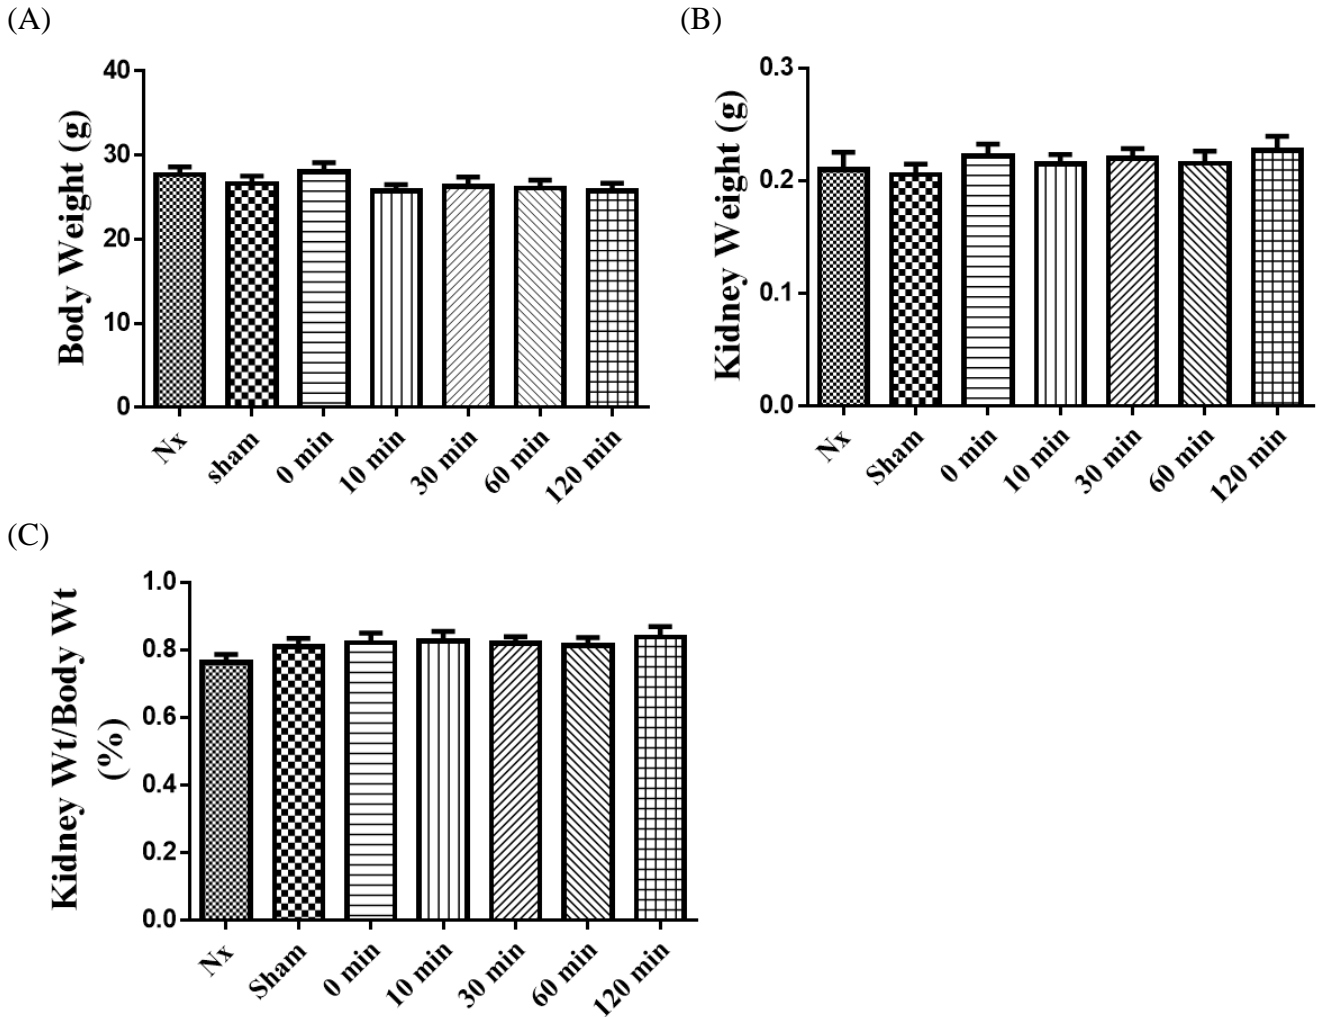 (A)
Body Weight (g)
40
30
20
10
0
Nx
sham
0 min
10 min
30 min
60 min
120 min
(B)
Kidney Weight (g)
0.3
0.2
0.1
0.0
Nx
Sham
0 min
10 min
30 min
60 min
120 min
(C)
Kidney Wt/Body Wt
(%)
1.0
0.8
0.6
0.4
0.2
0.0
Nx
Sham
0 min
10 min
30 min
60 min
120 min